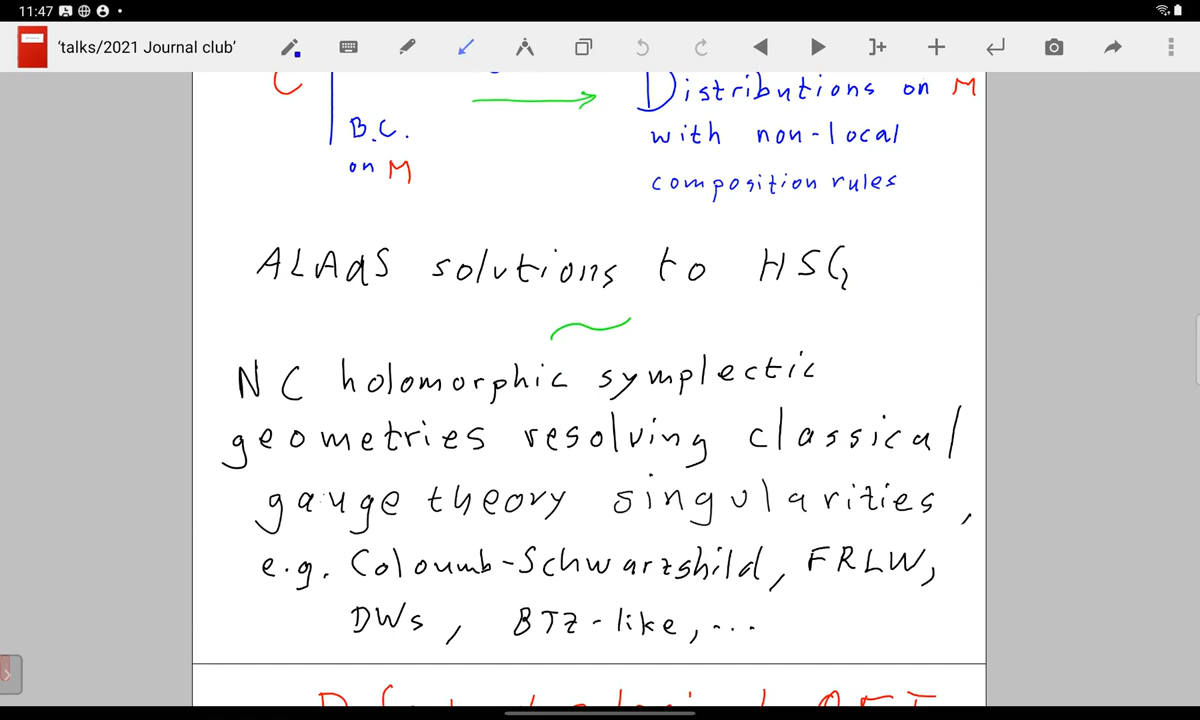 11:47
'talks/2021 Journal club'
C
B.C.
on M
Distributions on M
with non-local
composition rules
ALAdS solutions to HSG
NC holomorphic symplectic
geometries resolving classical
gauge theory singularities,
e.g. Coloumb-Schwarzshild, FRLW,
DWs, BTZ-like, ...